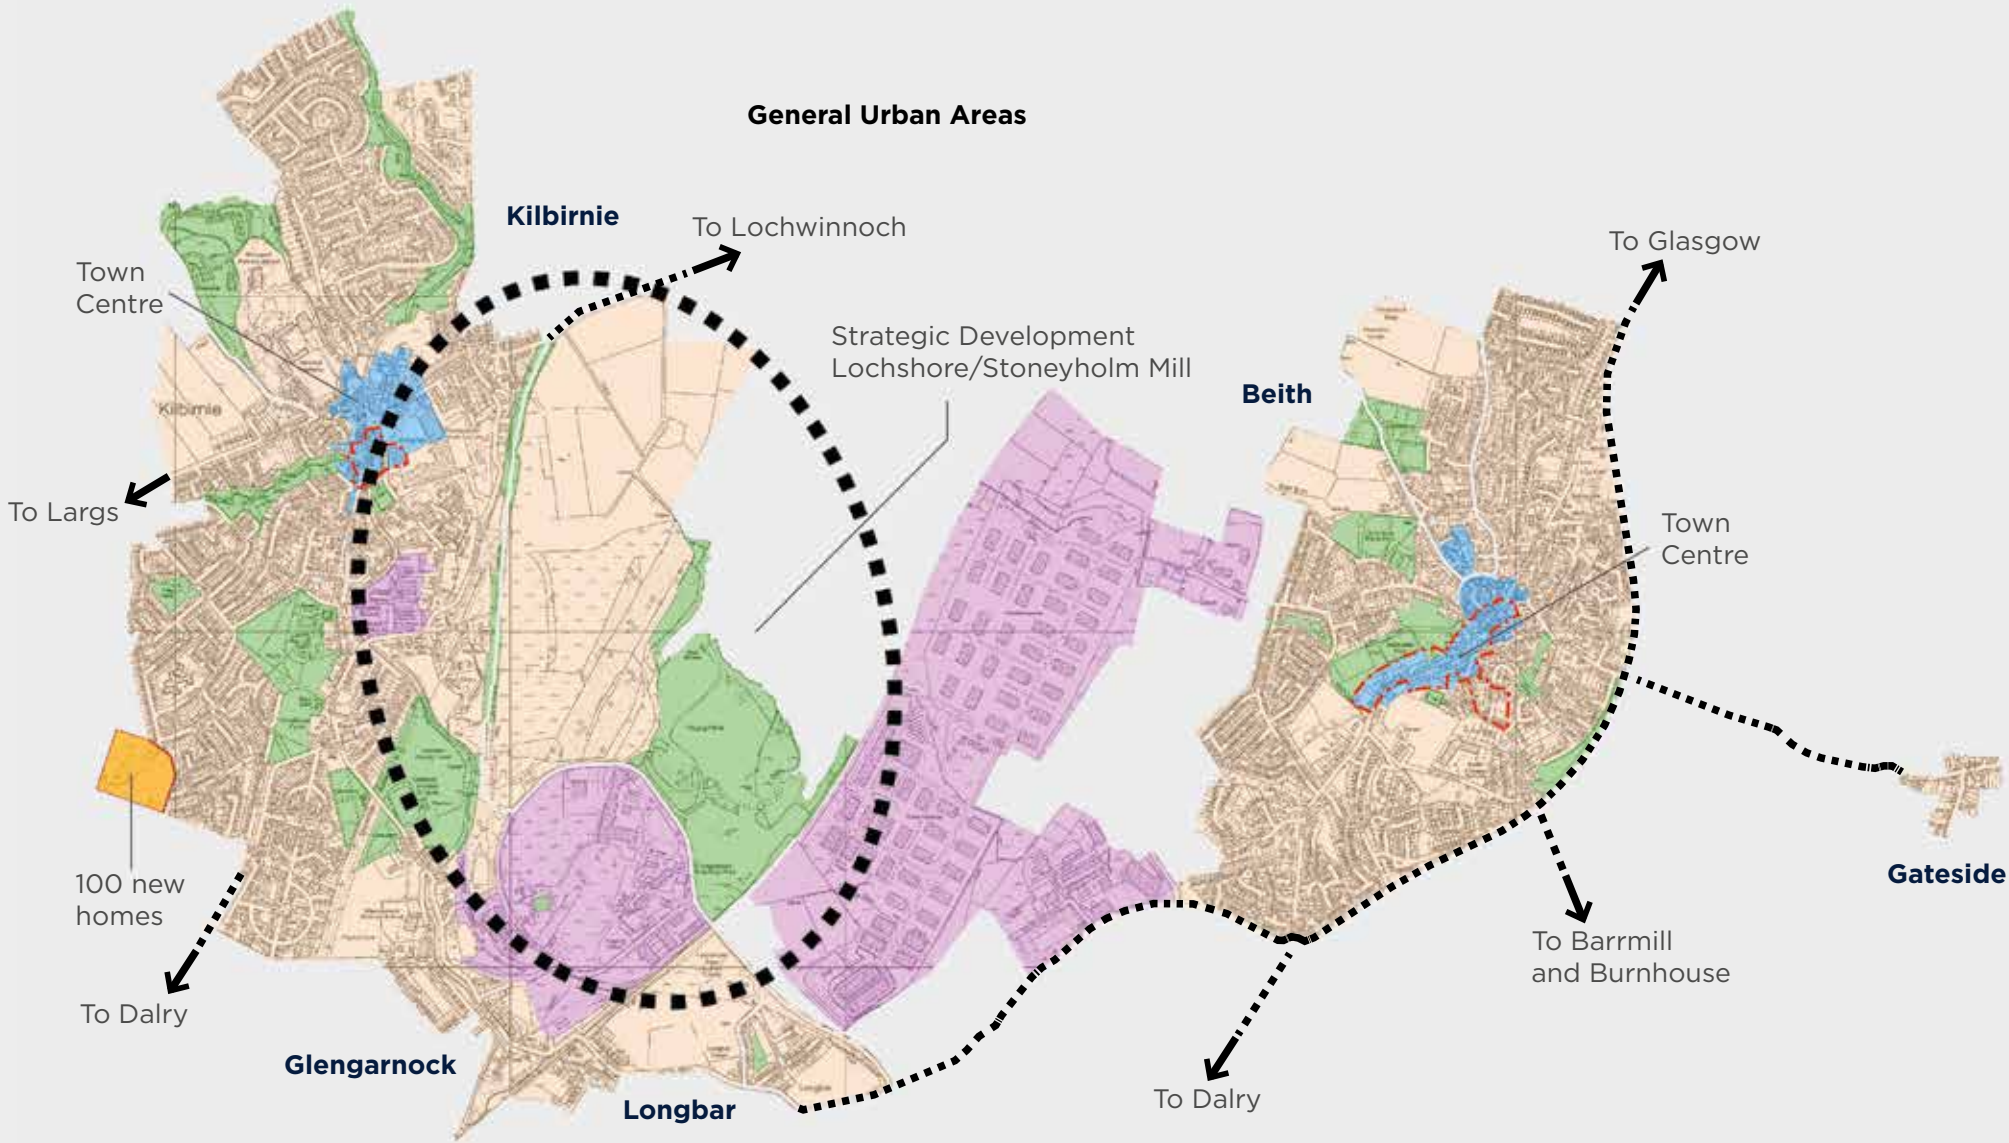 General Urban Areas
Kilbirnie
To Lochwinnoch
To Glasgow
Town
Centre
Strategic Development
Lochshore/Stoneyholm Mill
Beith
Kilbirnie
To Largs
Town
Centre
100 new
homes
Gateside
To Barrmill
and Burnhouse
To Dalry
Glengarnock
Longbar
Longbar
To Dalry